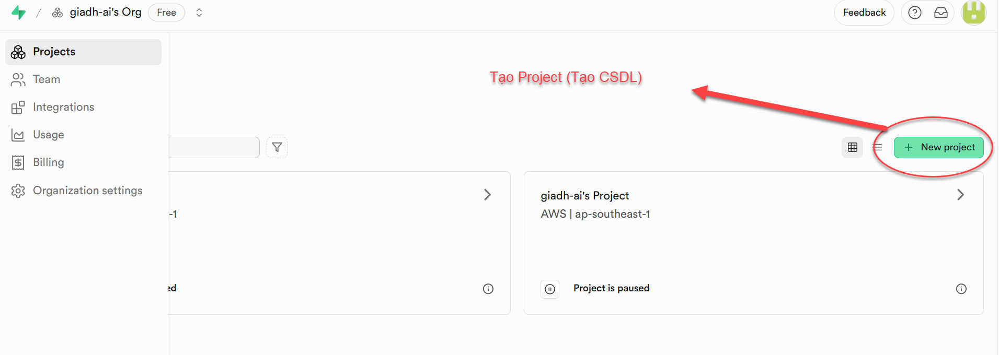 giadh-ai's Org
Free
Feedback
Projects
Team
Integrations
Usage
Billing
Organization settings
Tạo Project (Tạo CSDL)
New project
-1
ed
giadh-ai's Project
AWS | ap-southeast-1
Project is paused